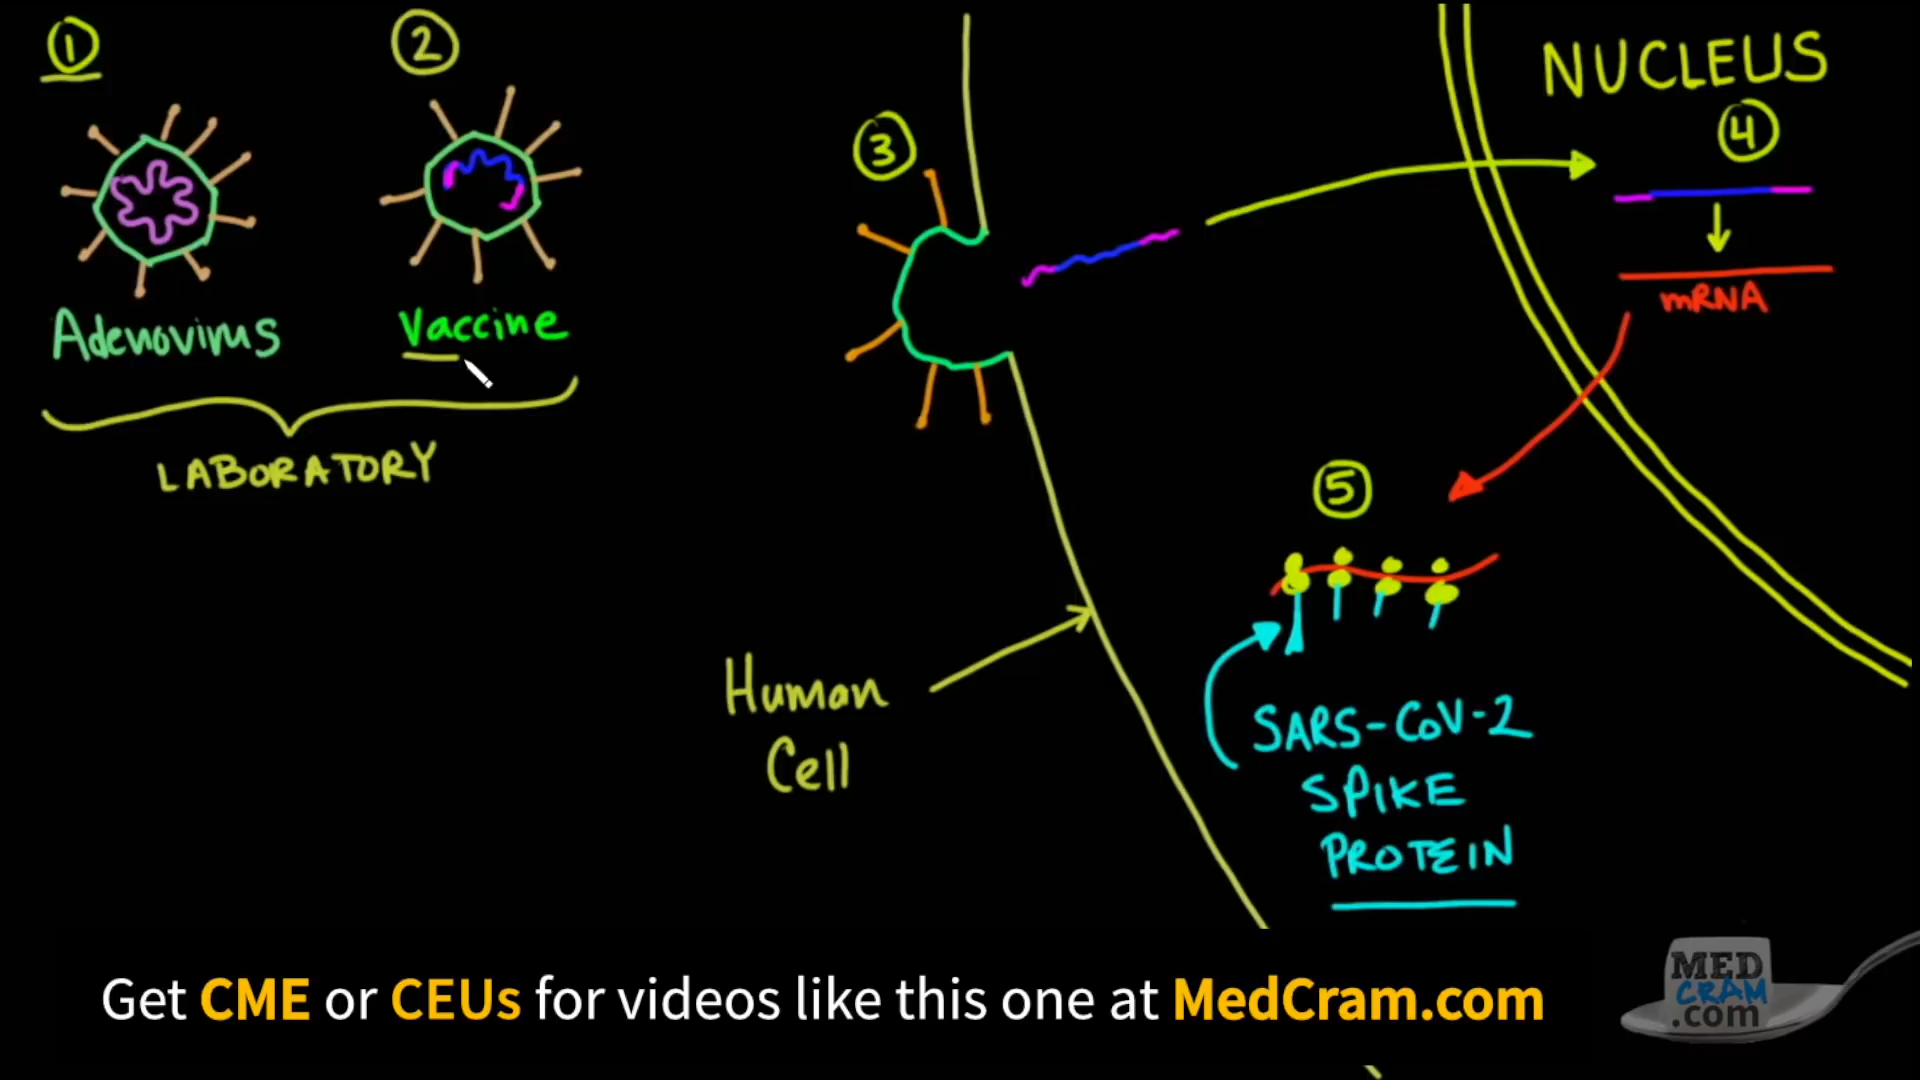 1
2
Adenovirus
Vaccine
LABORATORY
3
Human
Cell
NUCLEUS
4
mRNA
5
SARS-CoV-2
SPIKE
PROTEIN
Get CME or CEUs for videos like this one at MedCram.com
MED
CRAM
.com